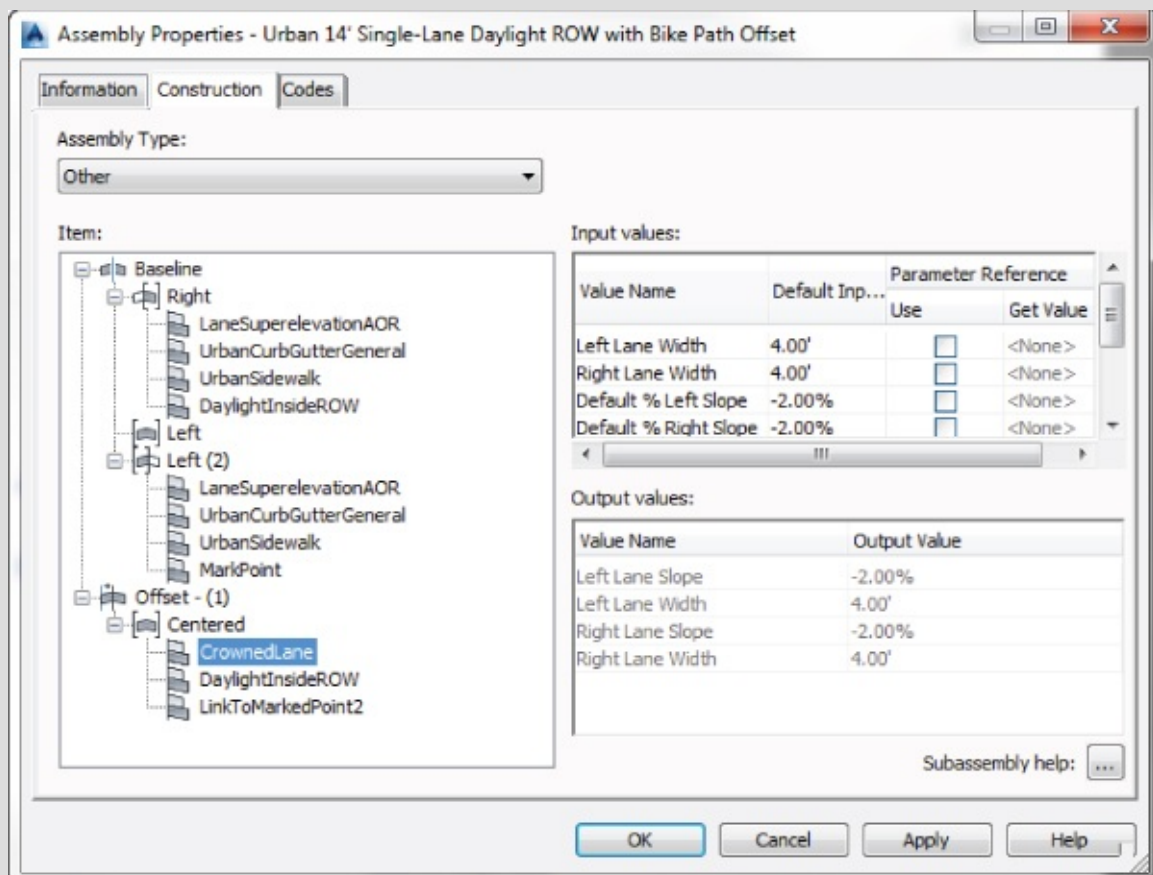 Assembly Properties - Urban 14' Single-Lane Daylight ROW with Bike Path Offset
Information Construction Codes
Assembly Type:
Other
Item:
Baseline
Right
LaneSuperelevationAOR
UrbanCurbGutterGeneral
UrbanSidewalk
DaylightInsideROW
Left
Left (2)
LaneSuperelevationAOR
UrbanCurbGutterGeneral
UrbanSidewalk
MarkPoint
Offset - (1)
Centered
CrownedLane
DaylightInsideROW
LinkToMarkedPoint2
Input values:
Value Name Default Inp... Parameter Reference
Use Get Value
Left Lane Width 4.00' <None>
Right Lane Width 4.00' <None>
Default % Left Slope -2.00% <None>
Default % Right Slope -2.00% <None>
Output values:
Value Name Output Value
Left Lane Slope -2.00%
Left Lane Width 4.00'
Right Lane Slope -2.00%
Right Lane Width 4.00'
Subassembly help: ...
OK Cancel Apply Help